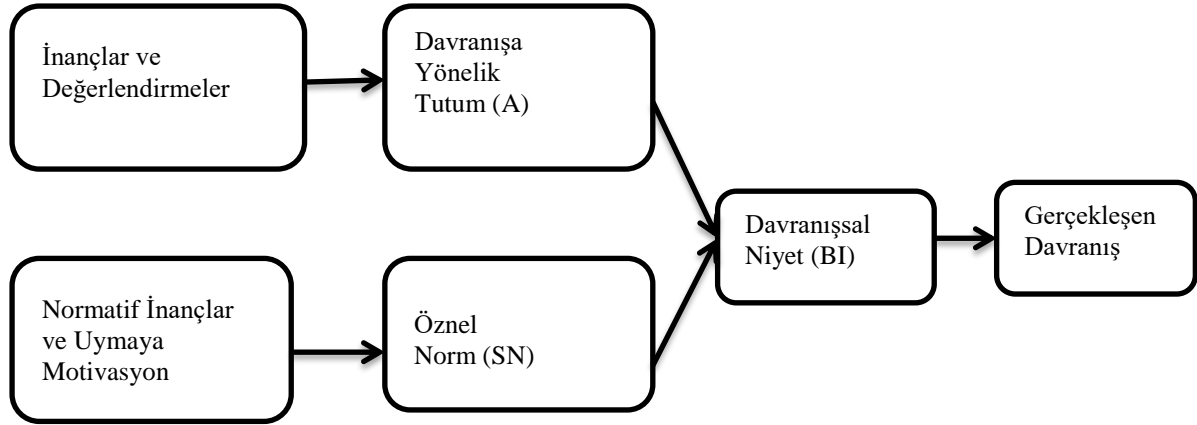 İnançlar ve
Değerlendirmeler
Davranışa
Yönelik
Tutum (A)
Normatif İnançlar
ve Uymaya
Motivasyon
Öznel
Norm (SN)
Davranışsal
Niyet (BI)
Gerçekleşen
Davranış